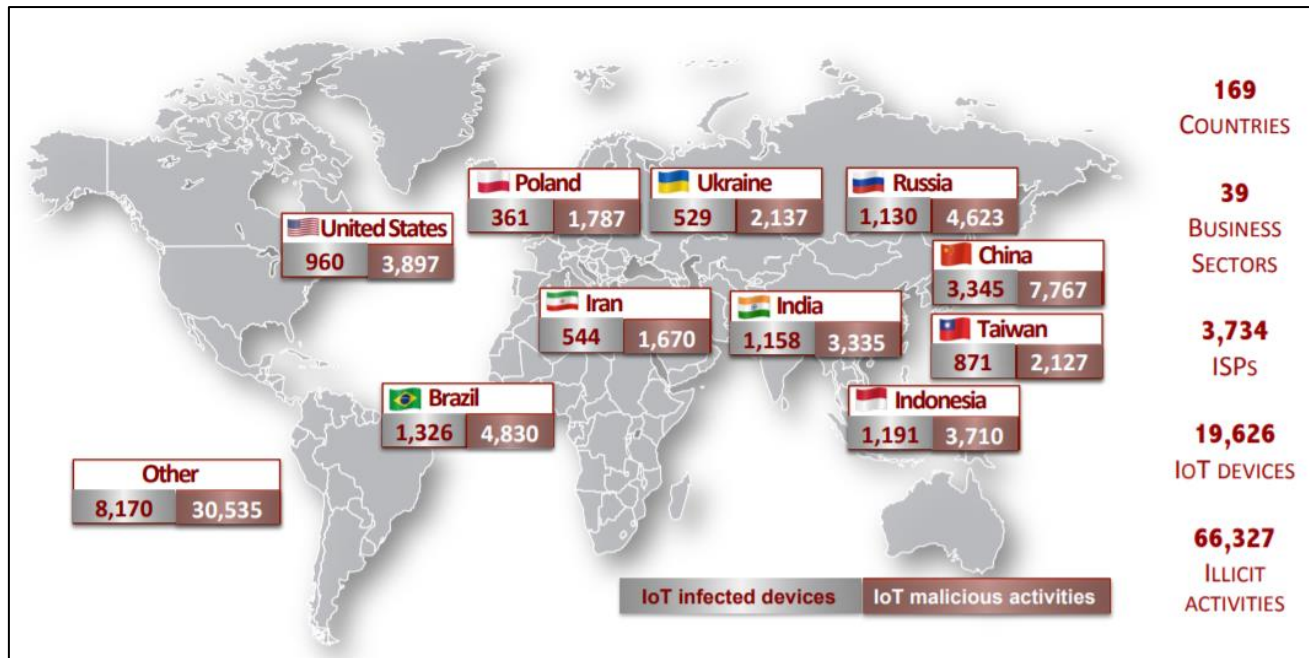 Poland
361 1,787
Ukraine
529 2,137
Russia
1,130 4,623
United States
960 3,897
China
3,345 7,767
Iran
544 1,670
India
1,158 3,335
Taiwan
871 2,127
Brazil
1,326 4,830
Indonesia
1,191 3,710
Other
8,170 30,535
IoT infected devices IoT malicious activities
169
COUNTRIES
39
BUSINESS
SECTORS
3,734
ISPS
19,626
IOT DEVICES
66,327
ILLICIT
ACTIVITIES